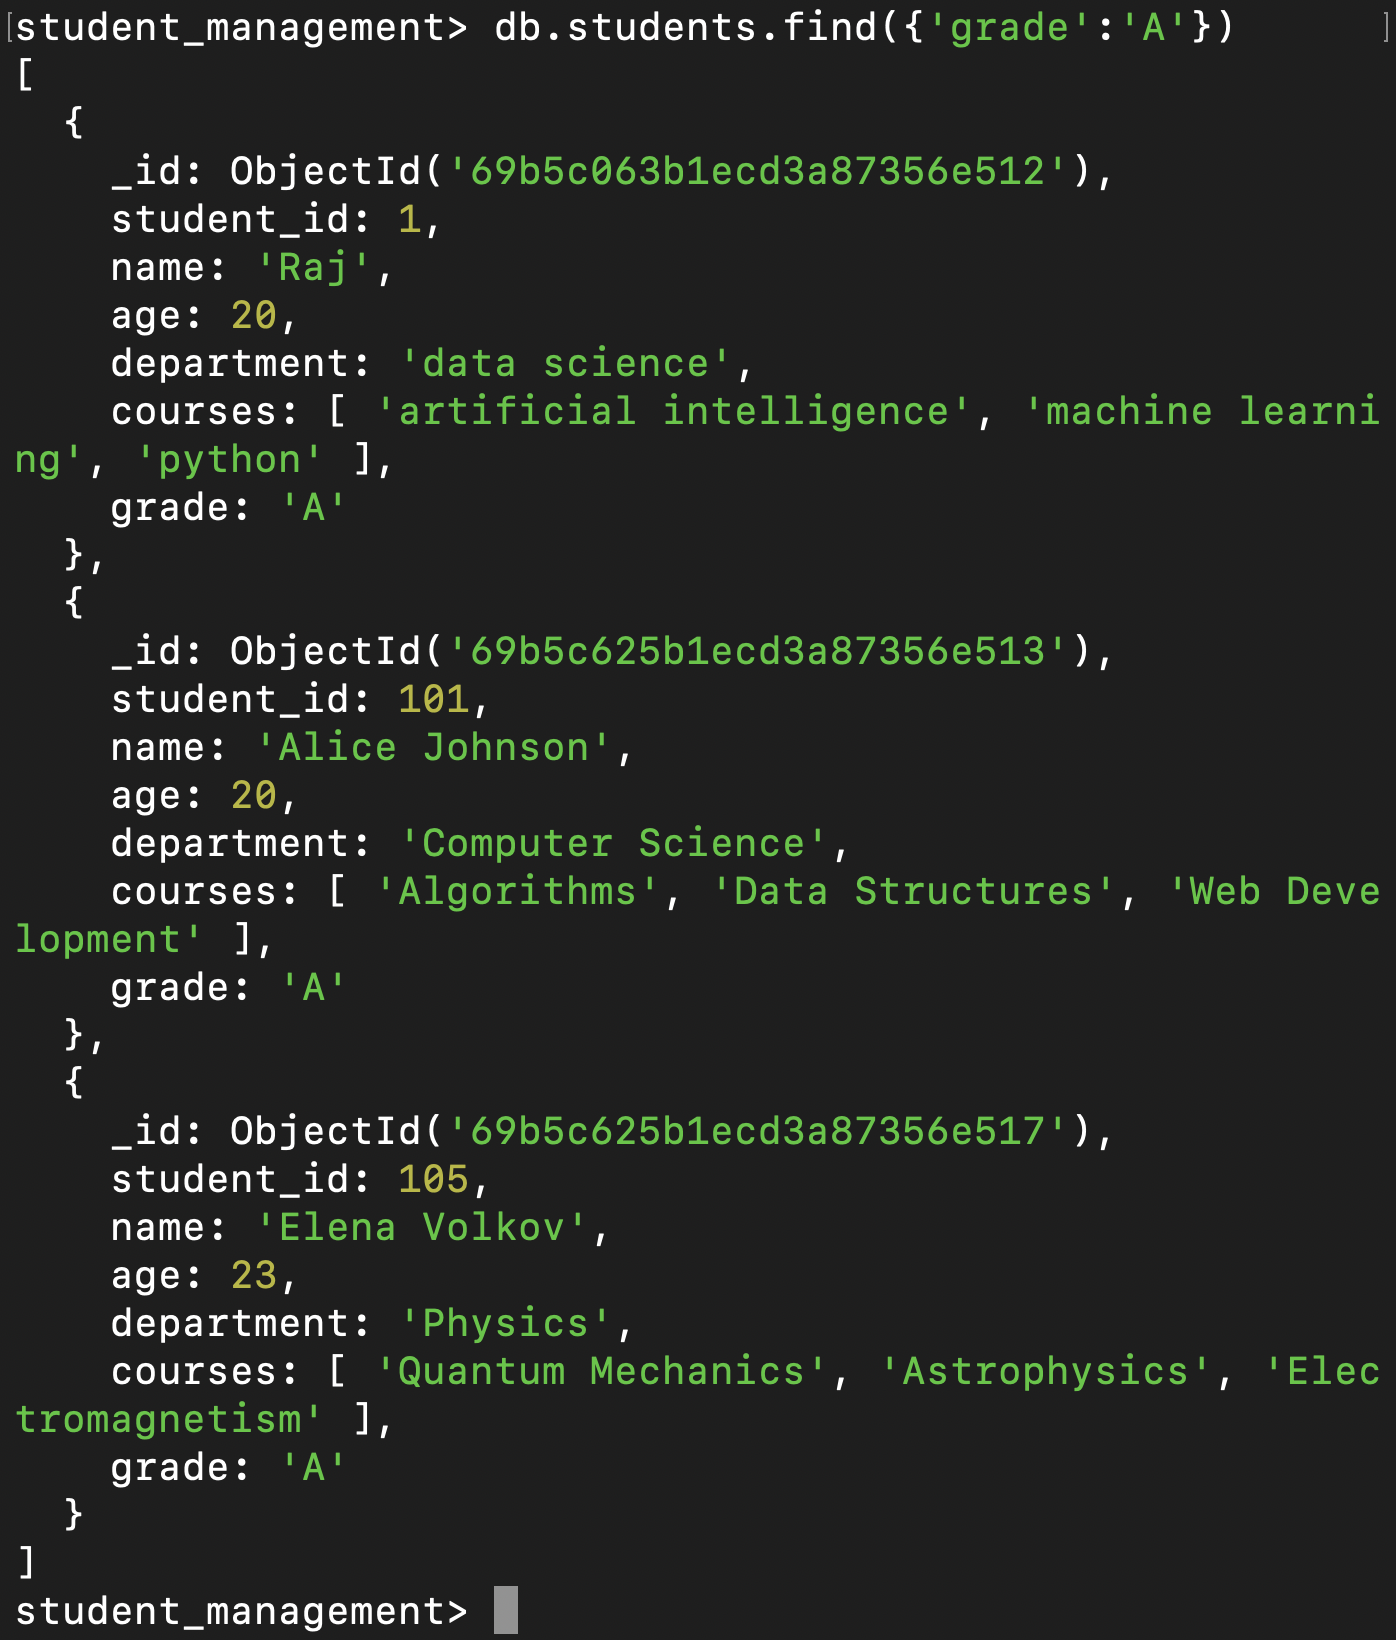 [student_management> db.students.find({'grade':'A'}) ]
[
  {
    _id: ObjectId('69b5c063b1ecd3a87356e512'),
    student_id: 1,
    name: 'Raj',
    age: 20,
    department: 'data science',
    courses: [ 'artificial intelligence', 'machine learni
ng', 'python' ],
    grade: 'A'
  },
  {
    _id: ObjectId('69b5c625b1ecd3a87356e513'),
    student_id: 101,
    name: 'Alice Johnson',
    age: 20,
    department: 'Computer Science',
    courses: [ 'Algorithms', 'Data Structures', 'Web Deve
lopment' ],
    grade: 'A'
  },
  {
    _id: ObjectId('69b5c625b1ecd3a87356e517'),
    student_id: 105,
    name: 'Elena Volkov',
    age: 23,
    department: 'Physics',
    courses: [ 'Quantum Mechanics', 'Astrophysics', 'Elec
tromagnetism' ],
    grade: 'A'
  }
]
student_management>